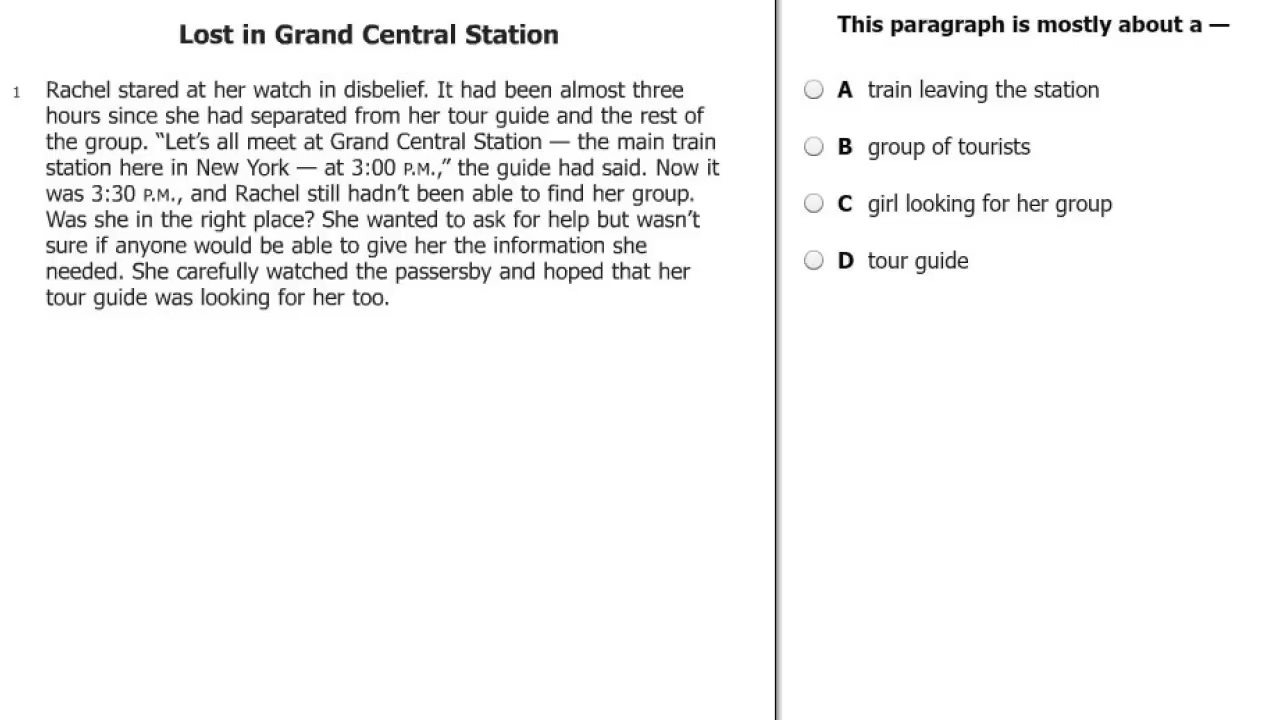 Lost in Grand Central Station
1 Rachel stared at her watch in disbelief. It had been almost three
hours since she had separated from her tour guide and the rest of
the group. “Let’s all meet at Grand Central Station — the main train
station here in New York — at 3:00 P.M.,” the guide had said. Now it
was 3:30 P.M., and Rachel still hadn’t been able to find her group.
Was she in the right place? She wanted to ask for help but wasn’t
sure if anyone would be able to give her the information she
needed. She carefully watched the passersby and hoped that her
tour guide was looking for her too.
This paragraph is mostly about a —
A train leaving the station
B group of tourists
C girl looking for her group
D tour guide